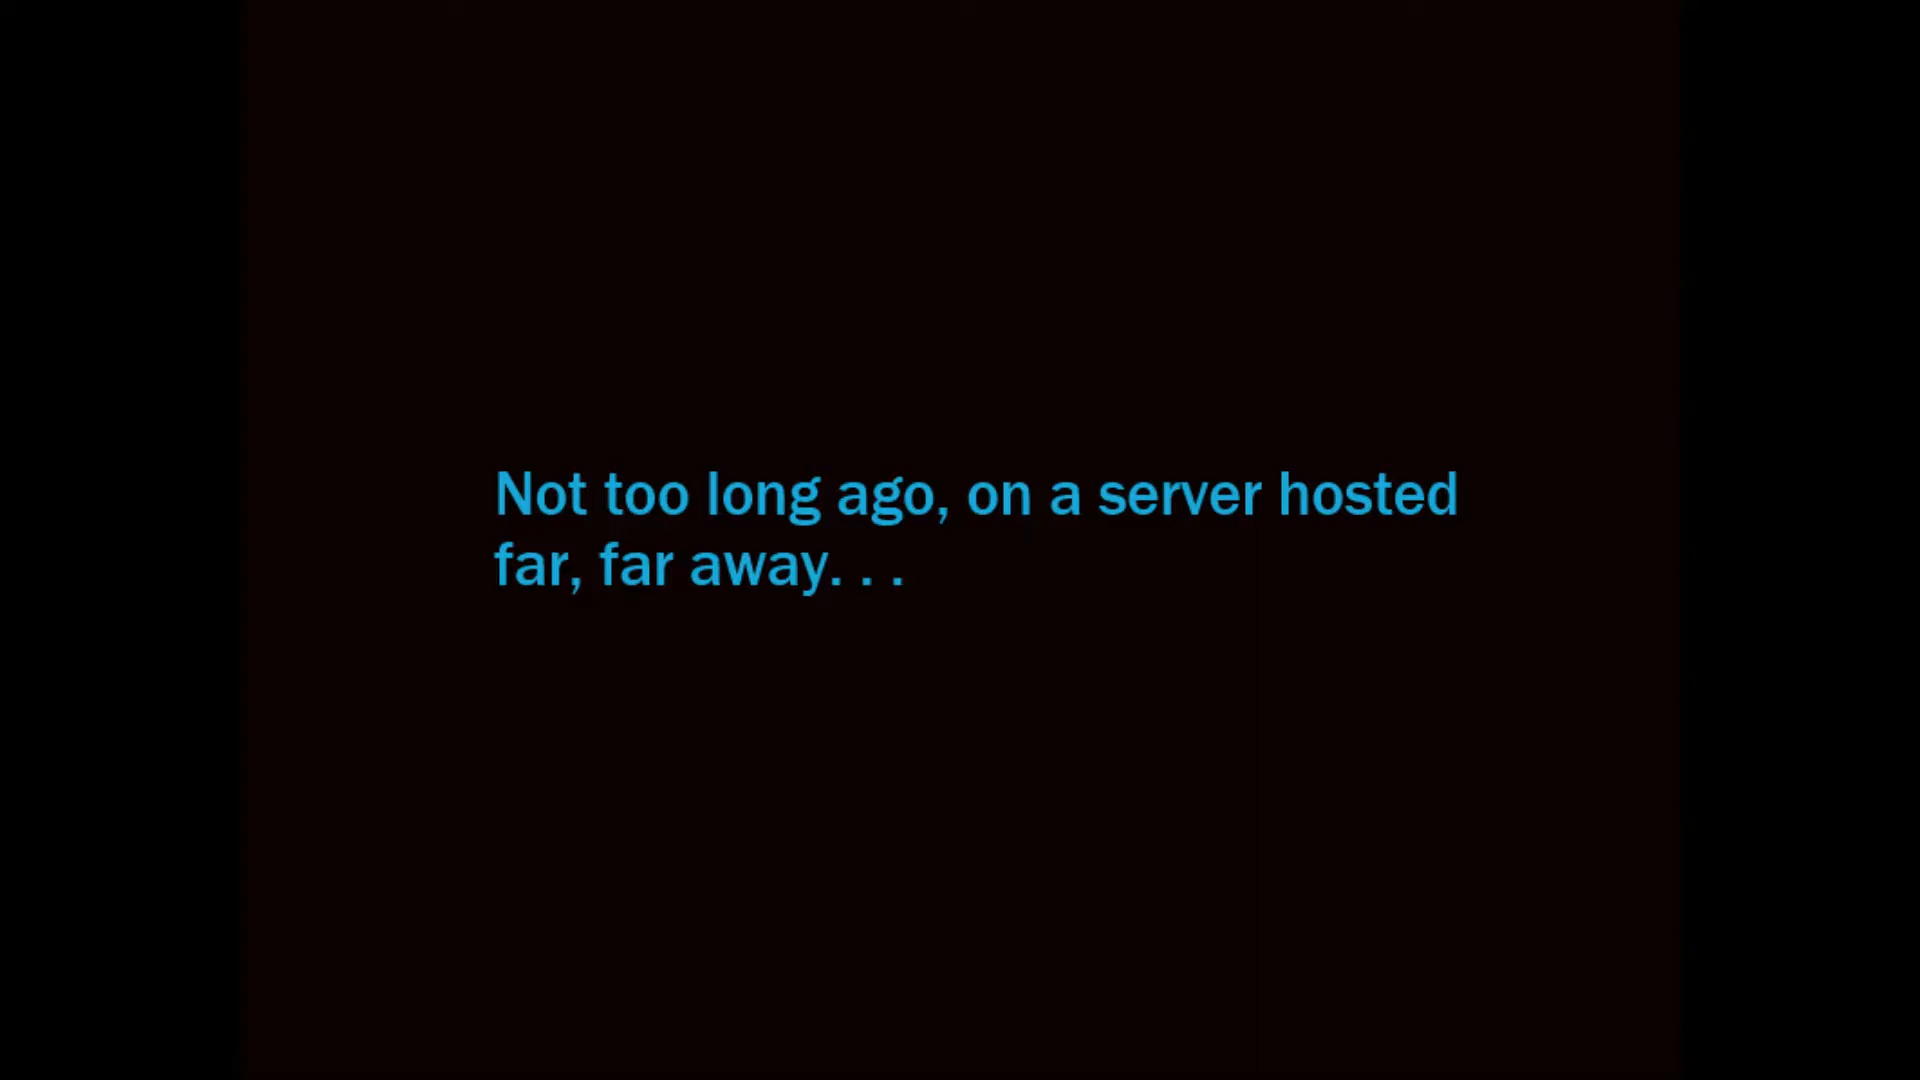 Not too long ago, on a server hosted
far, far away. . .